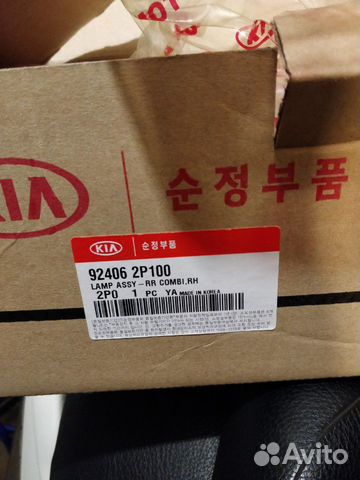 KIA
KIA 순정부품
KIA 순정부품
92406 2P100
LAMP ASSY-RR COMBI,RH
2P0 1 PC YA MADE IN KOREA
Avito